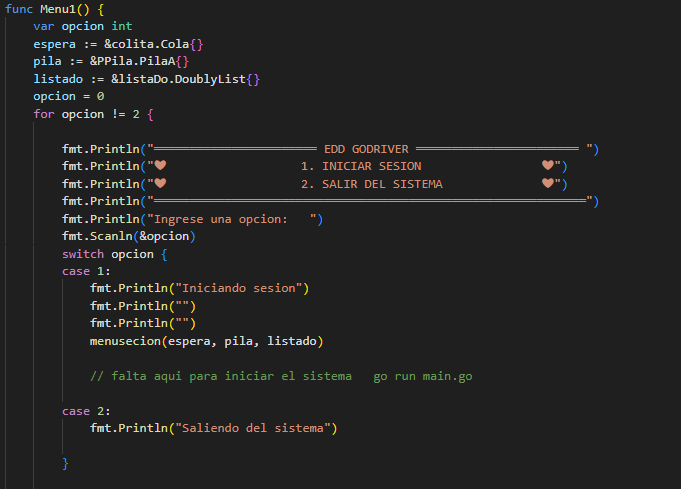 func Menu1() {
var opcion int
espera := &colita.Cola{}
pila := &PPila.PilaA{}
listado := &listaDo.DoublyList{}
opcion = 0
for opcion != 2 {
fmt.Println("═══════════════════════ EDD GODRIVER ═══════════════════════ ")
fmt.Println("♥                   1. INICIAR SESION                 ♥")
fmt.Println("♥                   2. SALIR DEL SISTEMA              ♥")
fmt.Println("═════════════════════════════════════════════════════════════")
fmt.Println("Ingrese una opcion:   ")
fmt.Scanln(&opcion)
switch opcion {
case 1:
fmt.Println("Iniciando sesion")
fmt.Println("")
fmt.Println("")
menusecion(espera, pila, listado)
// falta aqui para iniciar el sistema   go run main.go
case 2:
fmt.Println("Saliendo del sistema")
}